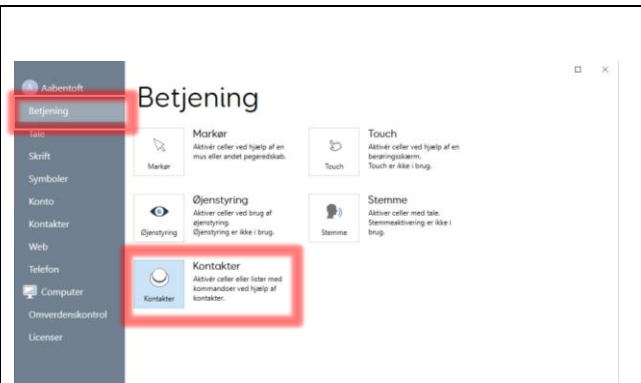 Aabentoft
Betjening
Tale
Skrift
Symboler
Konto
Kontakter
Web
Telefon
Computer
Omverdenskontrol
Licenser
Betjening
Markør
Markør
Aktivér celler ved hjælp af en
mus eller andet pegeredskab.
Touch
Touch
Aktivér celler ved hjælp af en
berøringsskærm.
Touch er ikke i brug.
Øjenstyring
Øjenstyring
Aktiver celler ved brug af
øjenstyring.
Øjenstyring er ikke i brug.
Stemme
Stemme
Aktiver celler med tale.
Stemmeaktivering er ikke i
brug.
Kontakter
Kontakter
Aktivér celler eller lister med
kommandoer ved hjælp af
kontakter.